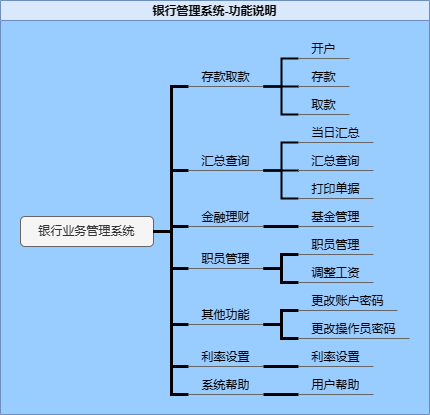 银行管理系统-功能说明
银行业务管理系统
存款取款
开户
存款
取款
汇总查询
当日汇总
汇总查询
打印单据
金融理财
基金管理
职员管理
职员管理
调整工资
其他功能
更改账户密码
更改操作员密码
利率设置
利率设置
系统帮助
用户帮助